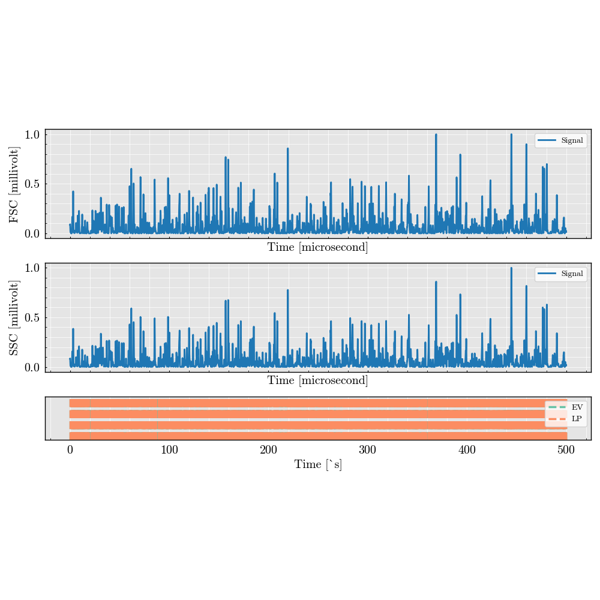 1.0
0.5
0.0
FSC [millivolt]
Signal
Time [microsecond]
1.0
0.5
0.0
SSC [millivolt]
Signal
Time [microsecond]
EV
LP
0 100 200 300 400 500
Time [`s]